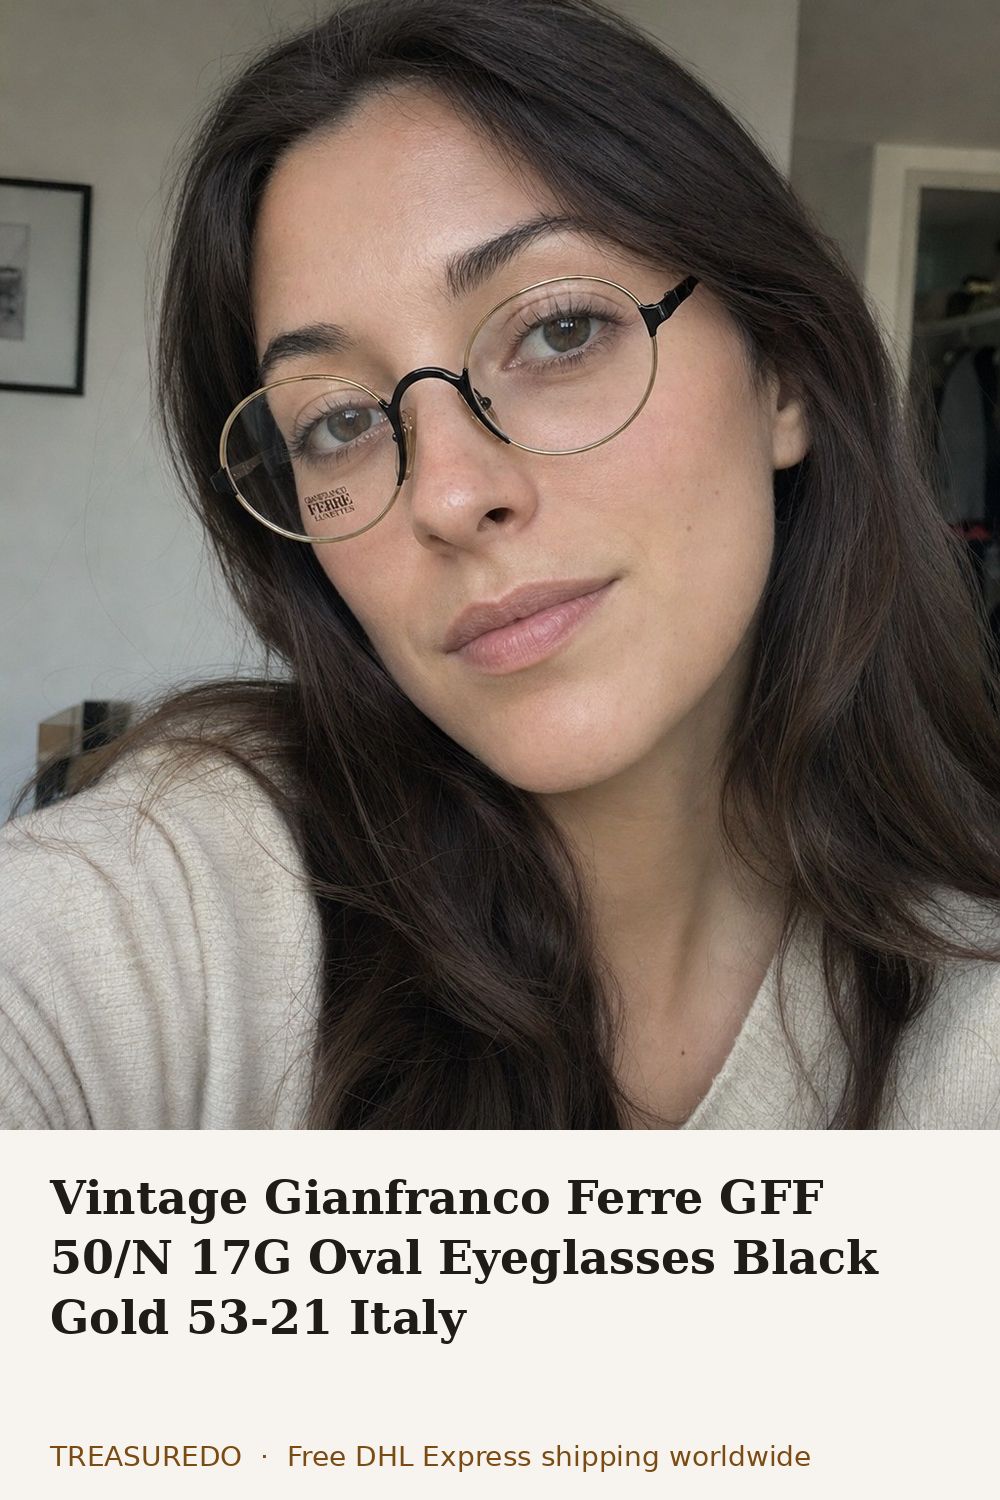 GIANFRANCO
FERRE
LUNETTES
Vintage Gianfranco Ferre GFF
50/N 17G Oval Eyeglasses Black
Gold 53-21 Italy
TREASUREDO · Free DHL Express shipping worldwide